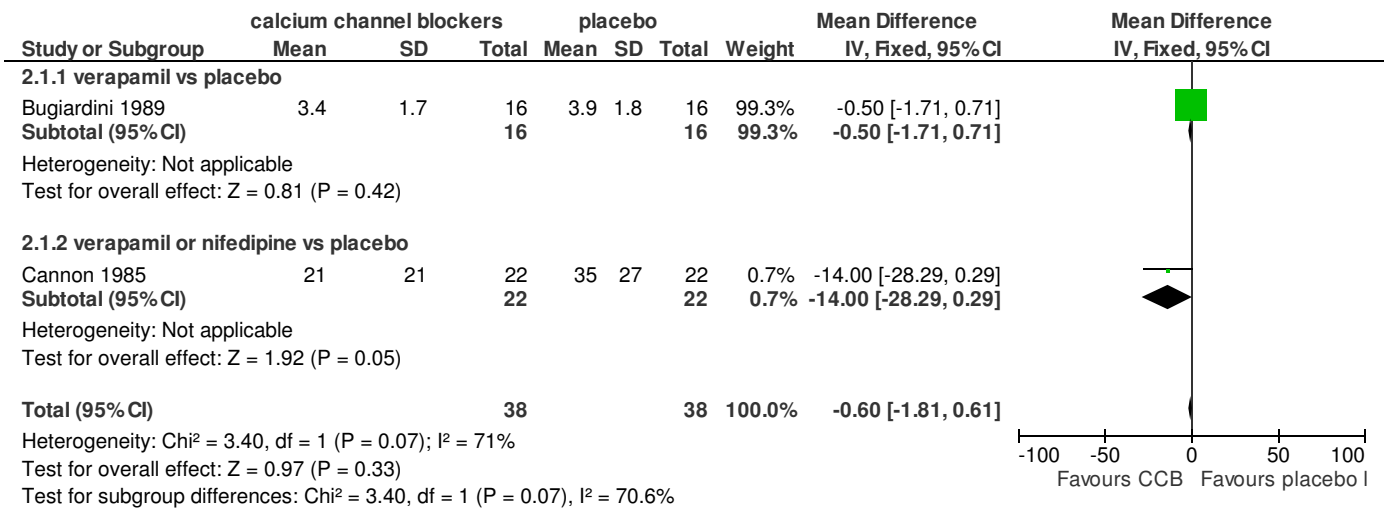 calcium channel blockers placebo Mean Difference Mean Difference
Study or Subgroup Mean SD Total Mean SD Total Weight IV, Fixed, 95% CI IV, Fixed, 95% CI
2.1.1 verapamil vs placebo
Bugiardini 1989 3.4 1.7 16 3.9 1.8 16 99.3% -0.50 [-1.71, 0.71]
Subtotal (95% CI) 16 16 99.3% -0.50 [-1.71, 0.71]
Heterogeneity: Not applicable
Test for overall effect: Z = 0.81 (P = 0.42)
2.1.2 verapamil or nifedipine vs placebo
Cannon 1985 21 21 22 35 27 22 0.7% -14.00 [-28.29, 0.29]
Subtotal (95% CI) 22 22 0.7% -14.00 [-28.29, 0.29]
Heterogeneity: Not applicable
Test for overall effect: Z = 1.92 (P = 0.05)
Total (95% CI) 38 38 100.0% -0.60 [-1.81, 0.61]
Heterogeneity: Chi² = 3.40, df = 1 (P = 0.07); I² = 71%
Test for overall effect: Z = 0.97 (P = 0.33)
Test for subgroup differences: Chi² = 3.40, df = 1 (P = 0.07), I² = 70.6%
-100 -50 0 50 100
Favours CCB Favours placebo l